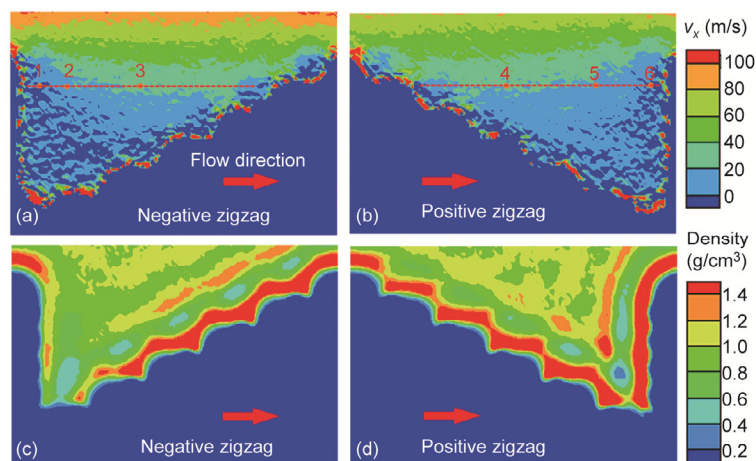 vx (m/s)
100
80
60
40
20
0
1 2 3
4 5 6
Flow direction
(a) Negative zigzag
(b) Positive zigzag
Density
(g/cm3)
1.4
1.2
1.0
0.8
0.6
0.4
0.2
(c) Negative zigzag
(d) Positive zigzag